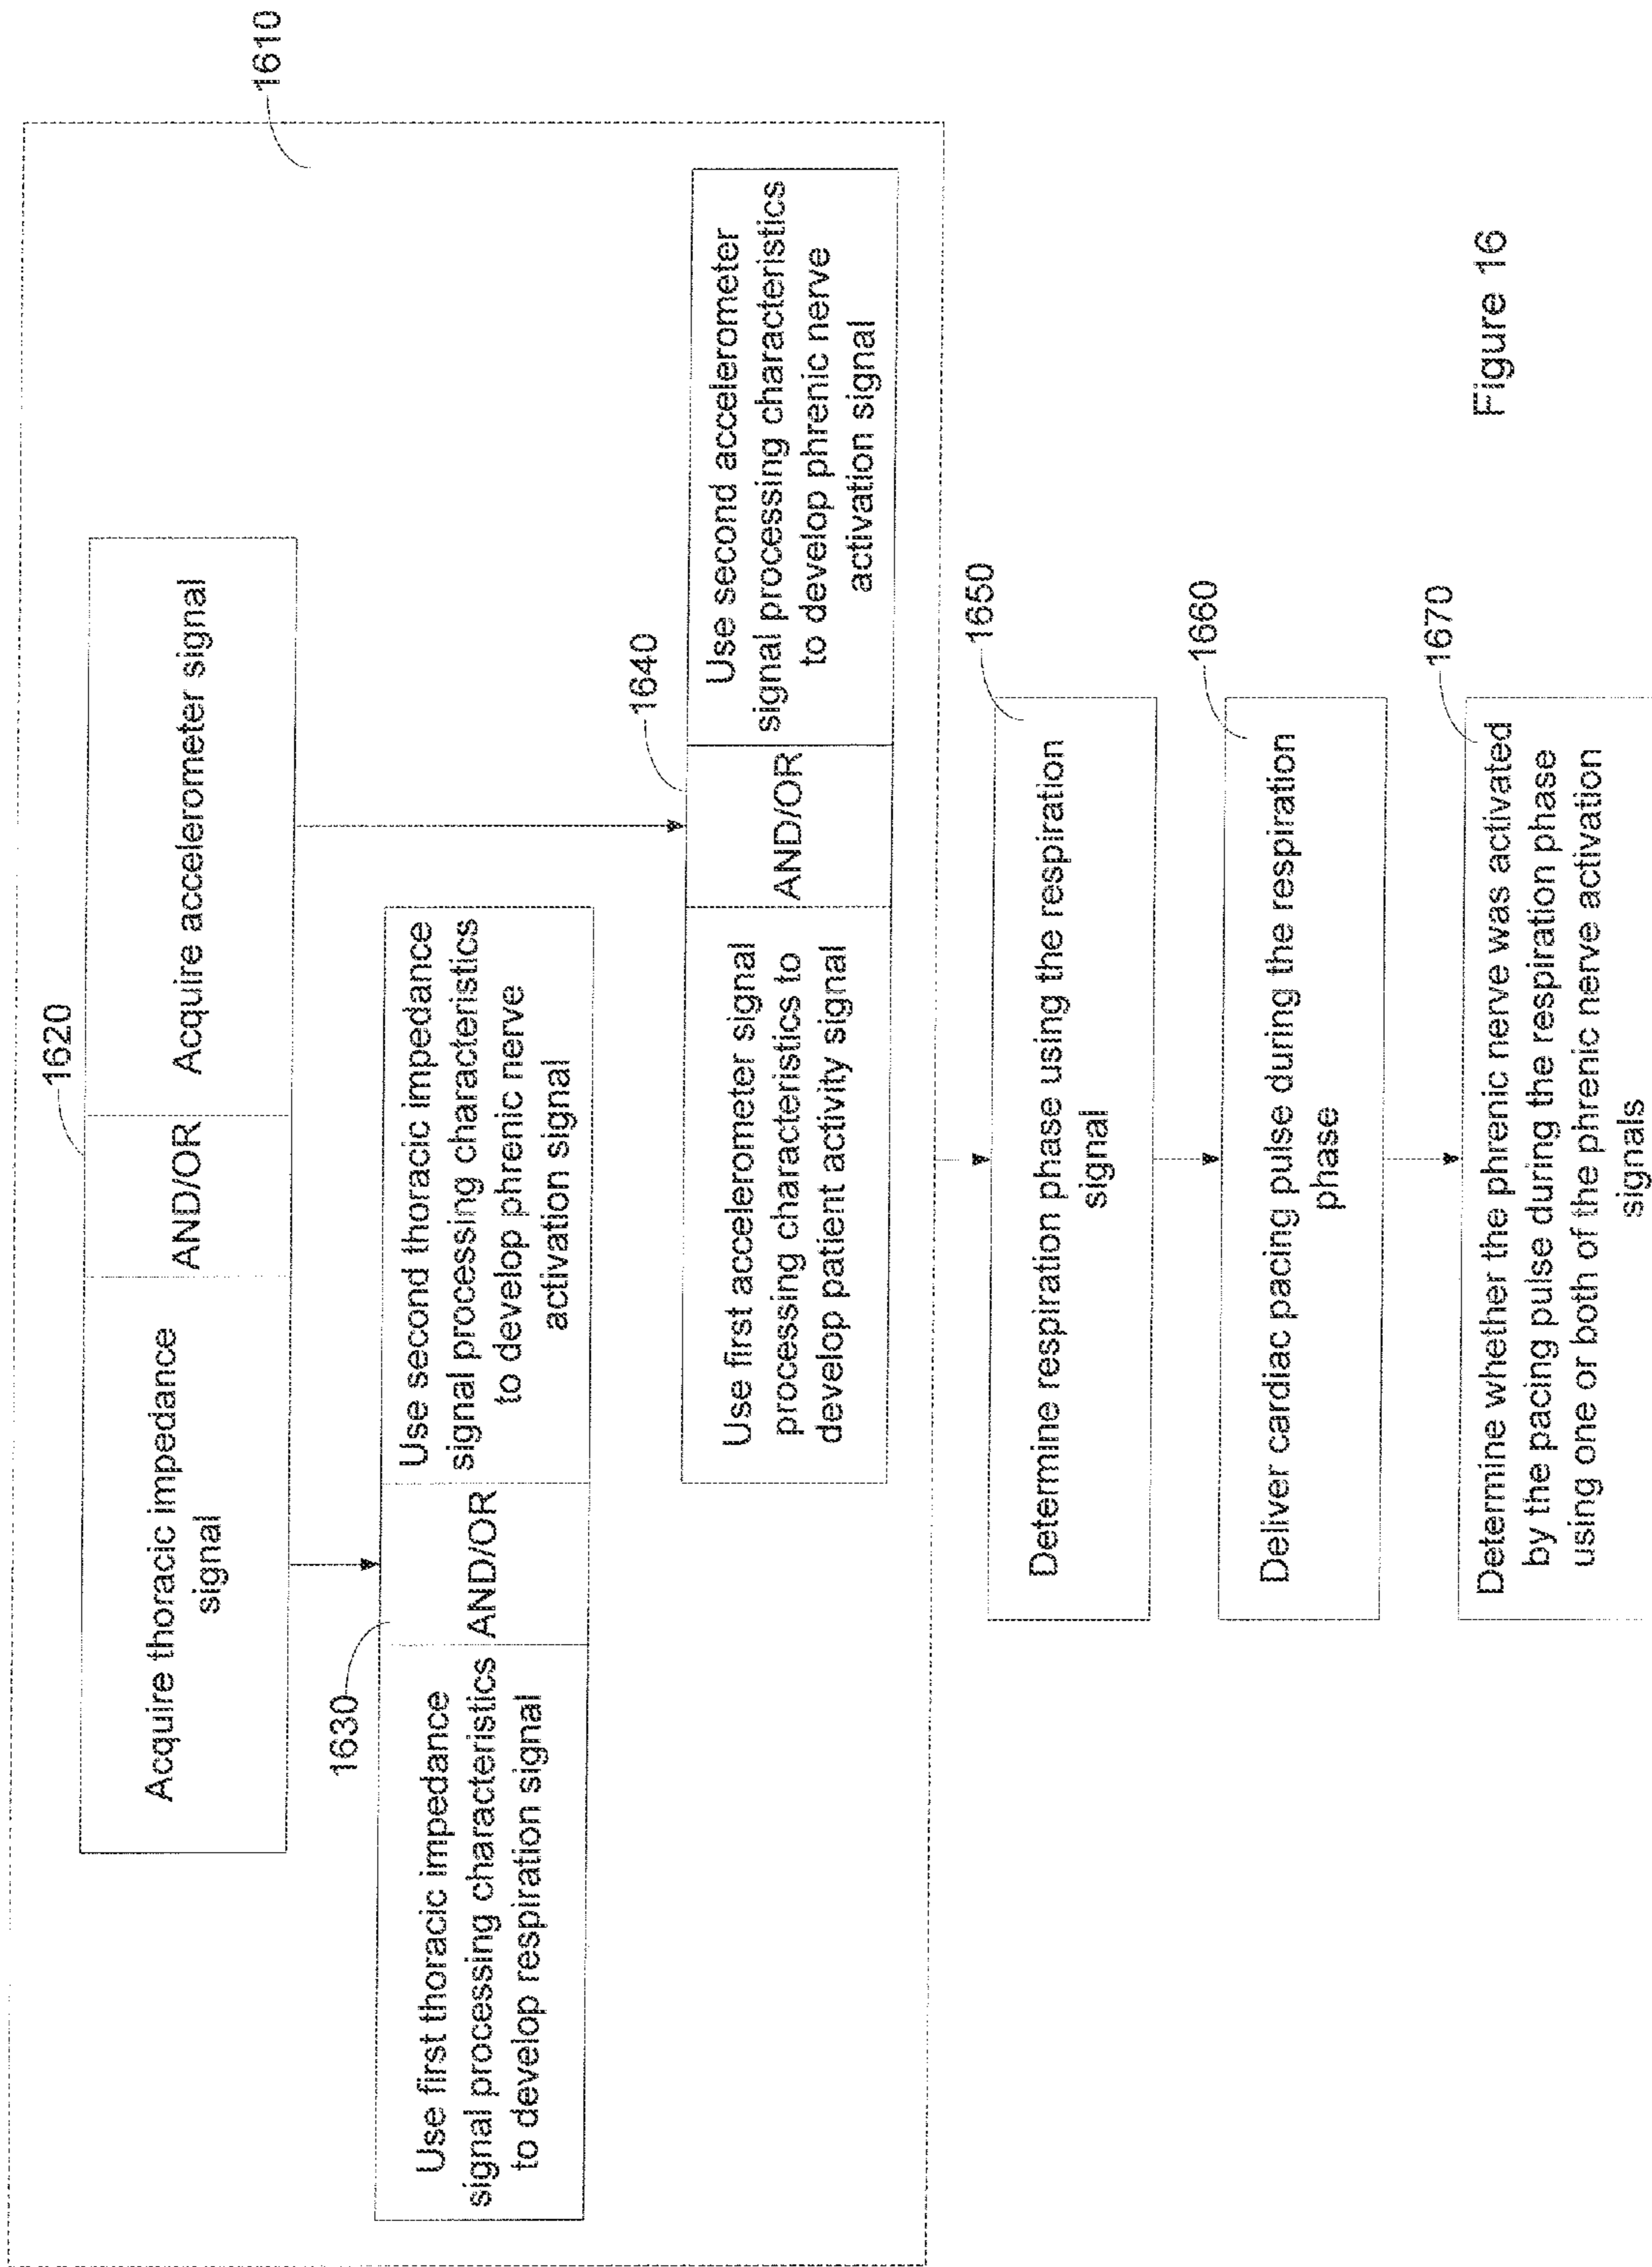 1610
1620
Acquire thoracic impedance
signal
AND/OR
Acquire accelerometer signal
1630
Use first thoracic impedance
signal processing characteristics
to develop respiration signal
AND/OR
Use second thoracic impedance
signal processing characteristics
to develop phrenic nerve
activation signal
1640
Use first accelerometer signal
processing characteristics to
develop patient activity signal
AND/OR
Use second accelerometer
signal processing characteristics
to develop phrenic nerve
activation signal
1650
Determine respiration phase using the respiration
signal
1660
Deliver cardiac pacing pulse during the respiration
phase
1670
Determine whether the phrenic nerve was activated
by the pacing pulse during the respiration phase
using one or both of the phrenic nerve activation
signals
Figure 16